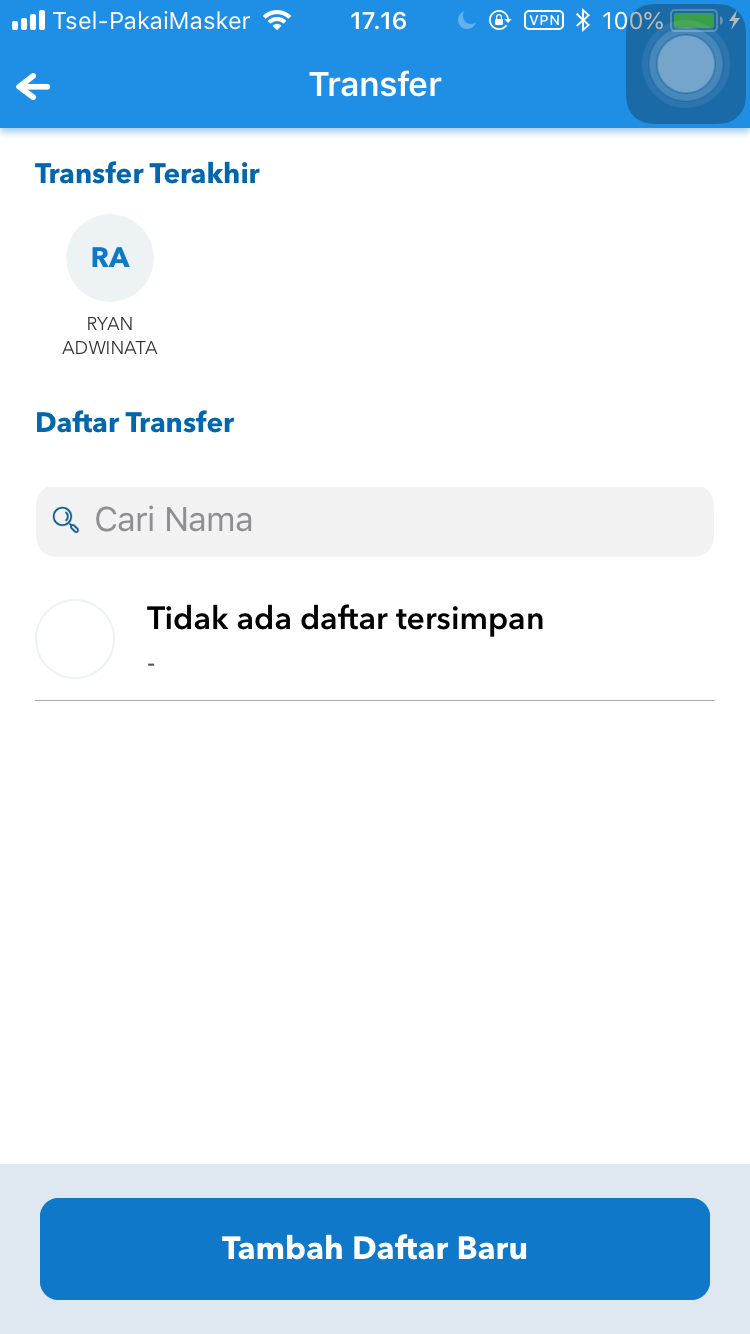 Tsel-PakaiMasker 17.16 VPN 100%
Transfer
Transfer Terakhir
RA
RYAN
ADWINATA
Daftar Transfer
Cari Nama
Tidak ada daftar tersimpan
-
Tambah Daftar Baru